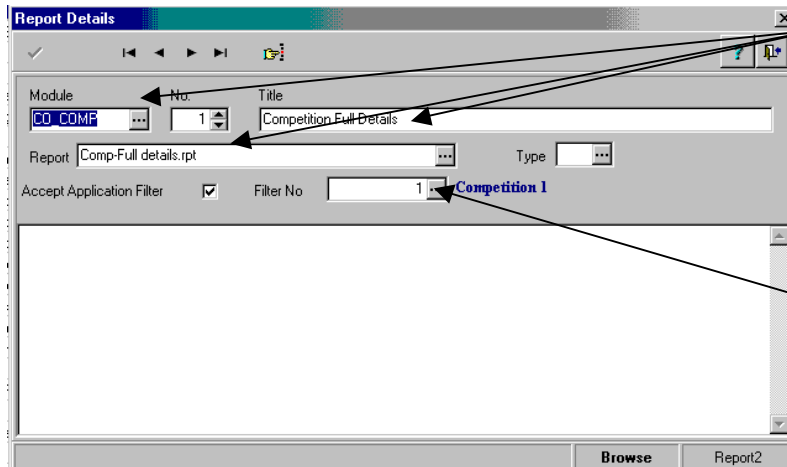 Report Details
?
Module No. Title
CO_COMP ... 1 Competition Full Details
Report Comp-Full details.rpt ... Type ...
Accept Application Filter Filter No 1 ... Competition 1
Browse Report2